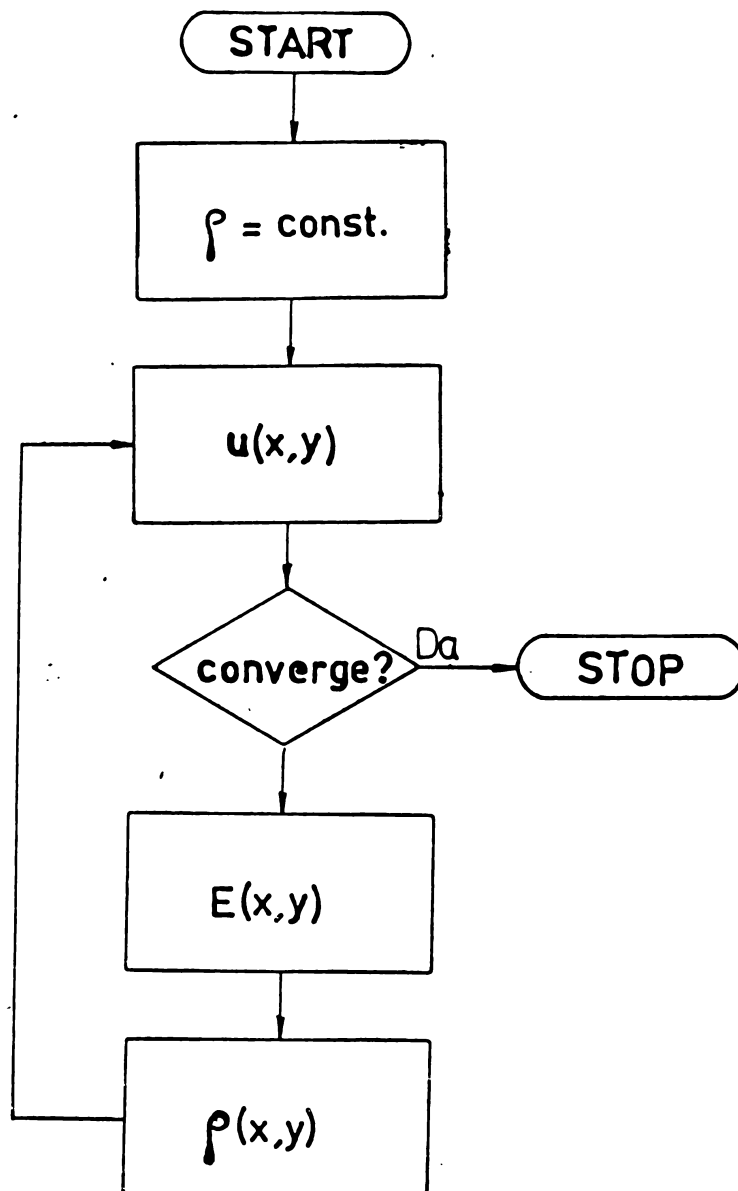 START
ρ = const.
u(x,y)
converge?
Da
STOP
E(x,y)
ρ(x,y)